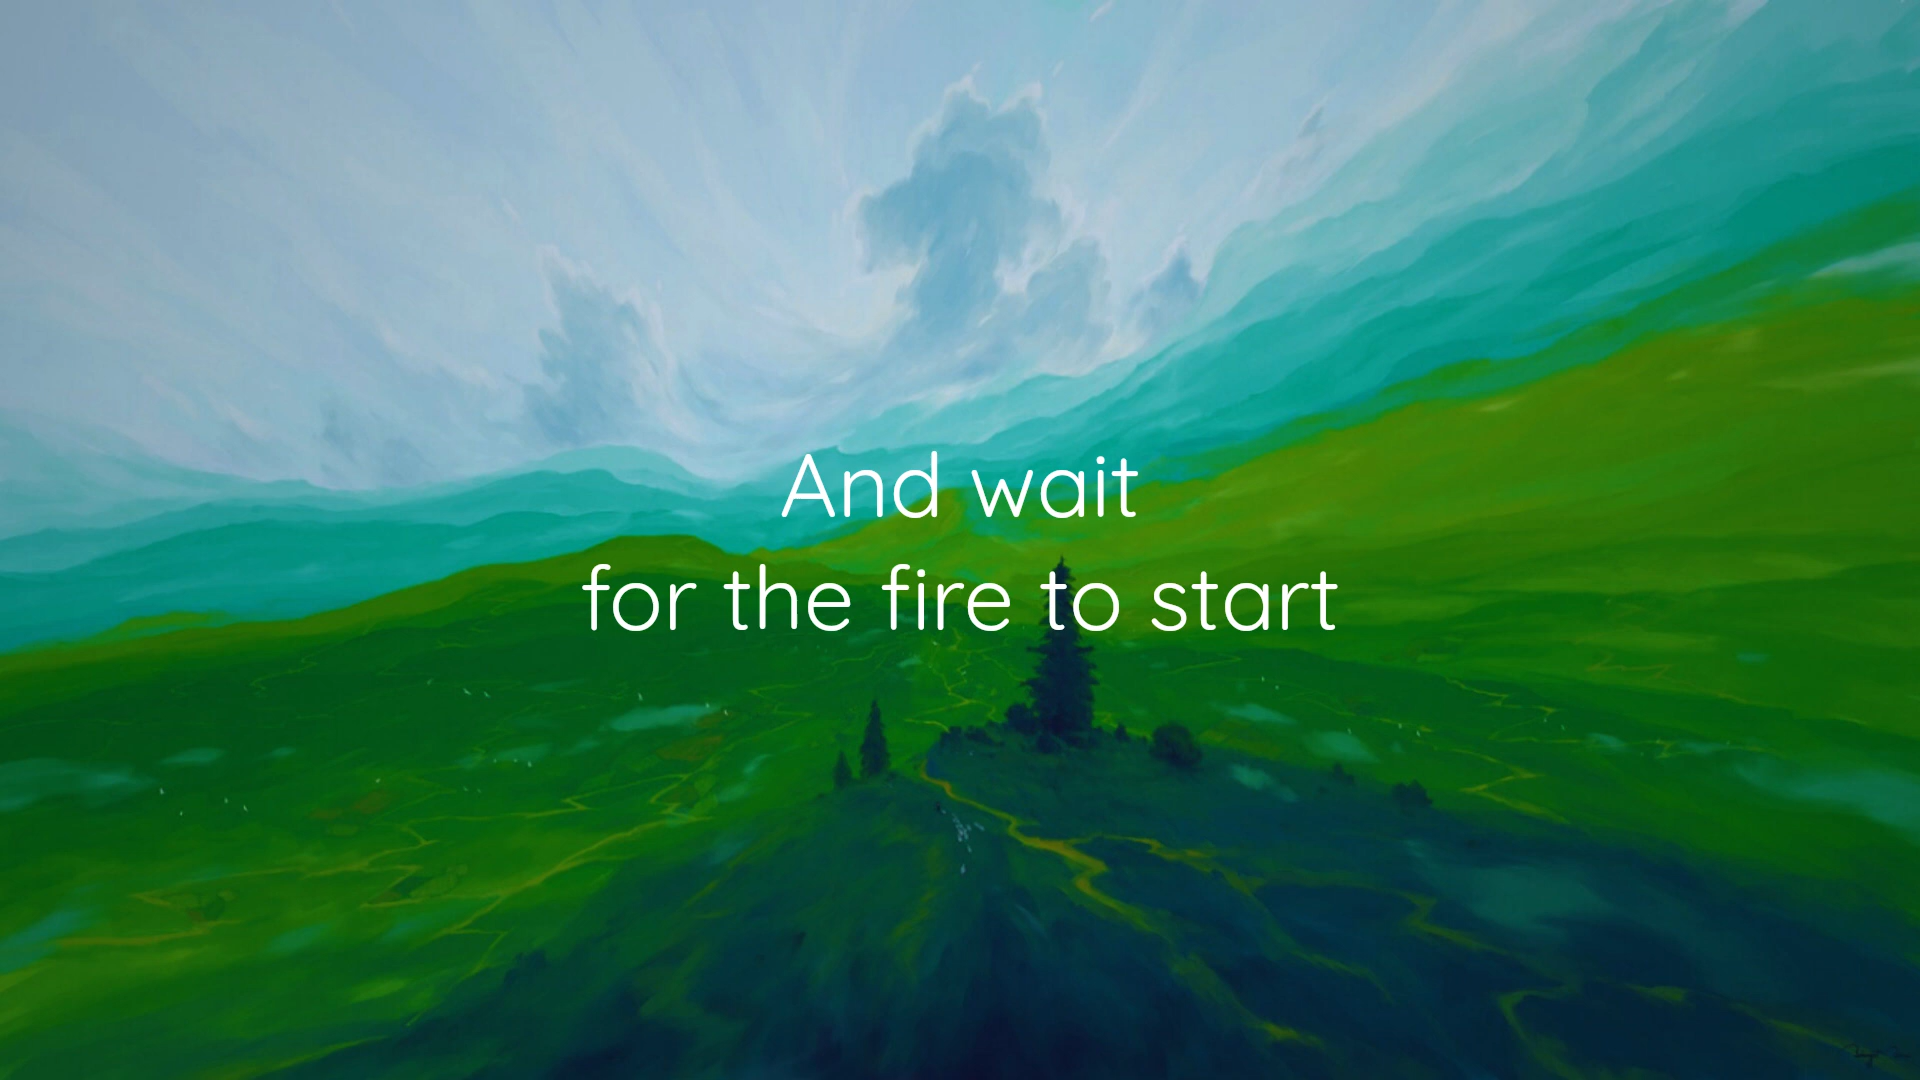 And wait
for the fire to start